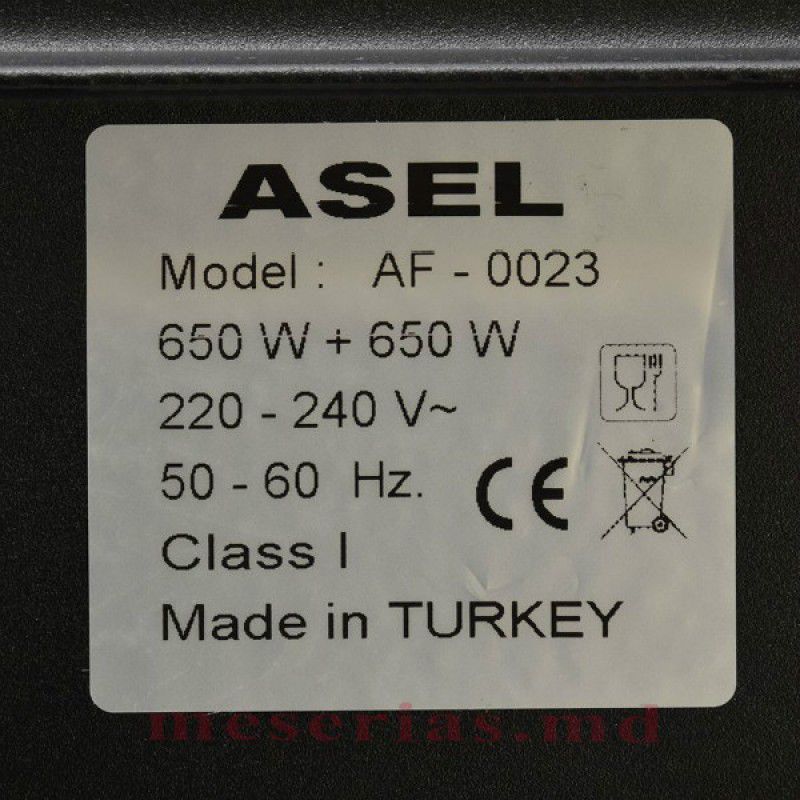 ASEL
Model : AF - 0023
650 W + 650 W
220 - 240 V~
50 - 60 Hz.
CE
Class I
Made in TURKEY
meserias.md